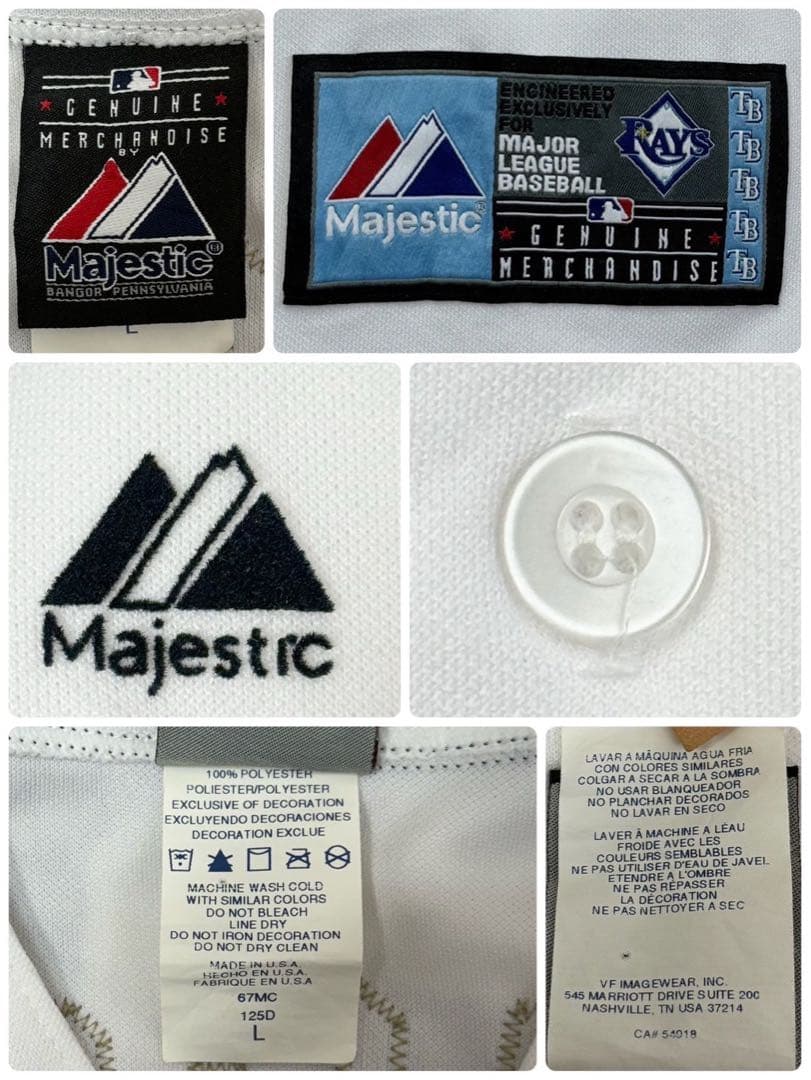 GENUINE
MERCHANDISE
BY
Majestic®
BANGOR PENNSYLVANIA
L
Majestic®
ENGINEERED
EXCLUSIVELY
FOR
MAJOR
LEAGUE
BASEBALL
RAYS
GENUINE
MERCHANDISE
TB
TB
TB
TB
TB
Majestic
100% POLYESTER
POLIESTER/POLYESTER
EXCLUSIVE OF DECORATION
EXCLUYENDO DECORACIONES
DECORATION EXCLUE
MACHINE WASH COLD
WITH SIMILAR COLORS
DO NOT BLEACH
LINE DRY
DO NOT IRON DECORATION
DO NOT DRY CLEAN
MADE IN U.S.A.
HECHO EN U.S.A.
FABRIQUE EN U.S.A
67MC
125D
L
LAVAR A MÁQUINA AGUA FRIA
CON COLORES SIMILARES
COLGAR A SECAR A LA SOMBRA
NO USAR BLANQUEADOR
NO PLANCHAR DECORADOS
NO LAVAR EN SECO
LAVER À MACHINE A LÉAU
FROIDE AVEC LES
COULEURS SEMBLABLES
NE PAS UTILISER D'EAU DE JAVEL
ETENDRE A L'OMBRE
NE PAS RÉPASSER
LA DÉCORATION
NE PAS NETTOYER A SEC
VF IMAGEWEAR, INC.
545 MARRIOTT DRIVE SUITE 200
NASHVILLE, TN USA 37214
CA# 54018